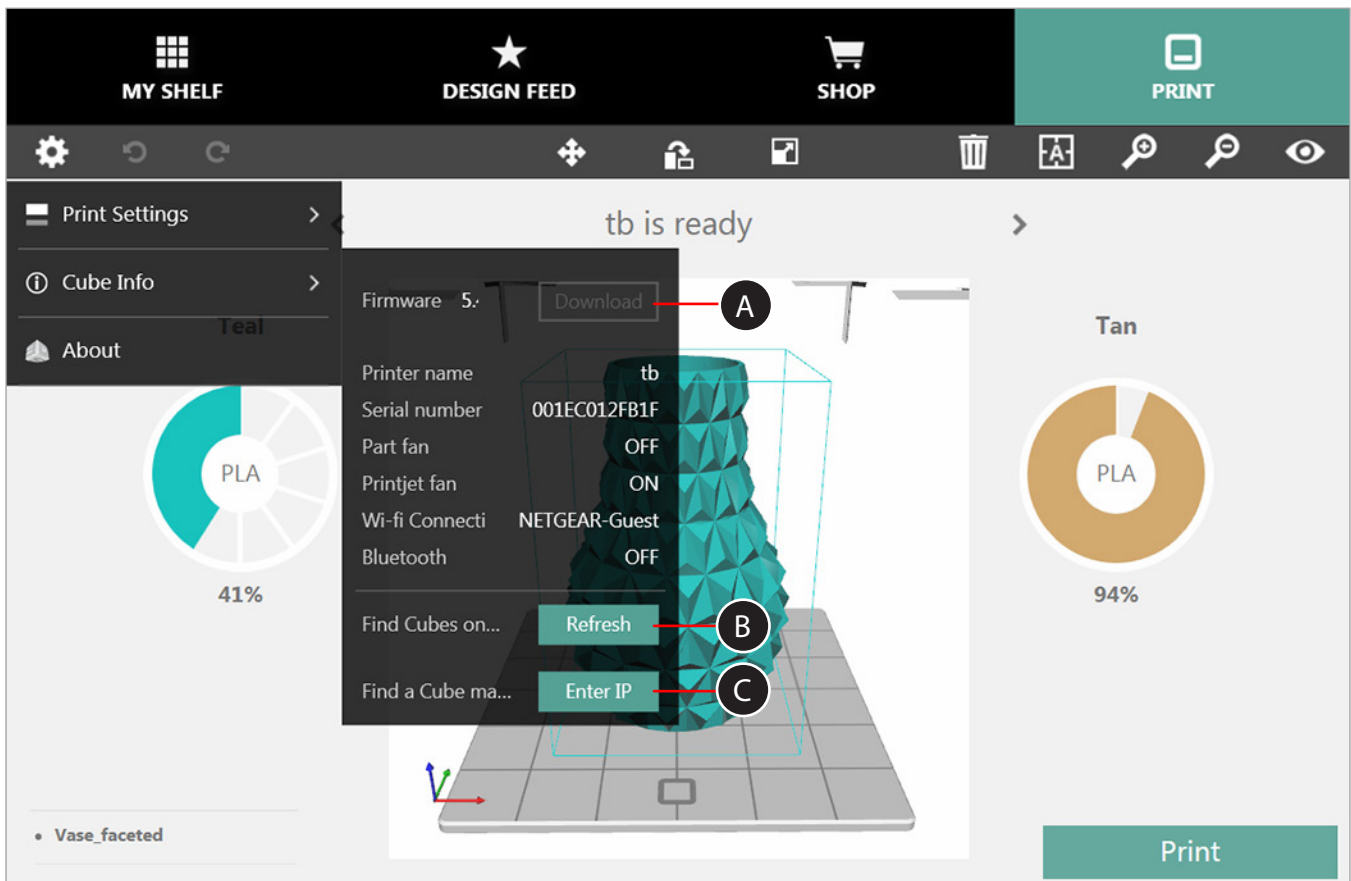 MY SHELF
DESIGN FEED
SHOP
PRINT
A
Print Settings
tb is ready
Cube Info
Firmware 5.
Download
A
Teal
Tan
About
Printer name tb
Serial number 001EC012FB1F
Part fan OFF
PLA
Printjet fan ON
PLA
Wi-fi Connecti NETGEAR-Guest
Bluetooth OFF
41%
94%
Find Cubes on...
Refresh
B
Find a Cube ma...
Enter IP
C
• Vase_faceted
Print